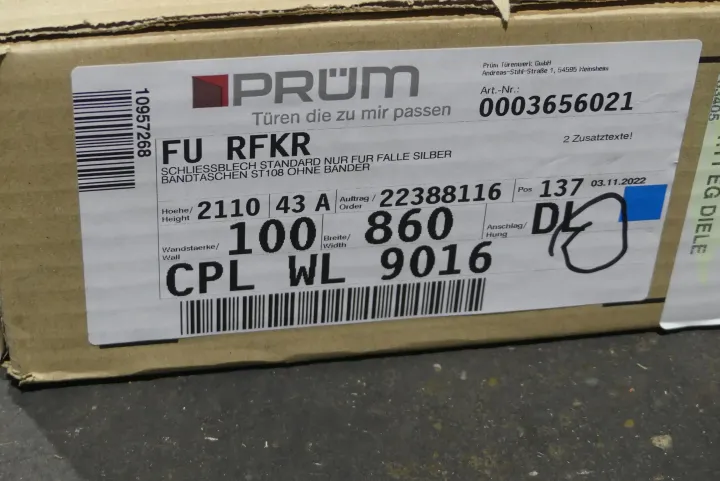 PRÜM
Türen die zu mir passen
Prüm Türenwerk GmbH
Andreas-Stihl-Straße 1, 54595 Weinsheim
Art.-Nr.:
0003656021
109577268
FU RFKR
2 Zusatztexte!
SCHLIESSBLECH STANDARD NUR FUR FALLE SILBER
BANDTASCHEN ST108 OHNE BANDER
Hoehe/ Height 2110 43 A Auftrag / Order 22388116 Pos 137 03.11.2022
Wandstaerke/ Wall 100 Breite/ Width 860 Anschlag/ Hung DL
CPL WL 9016
EG DIELE